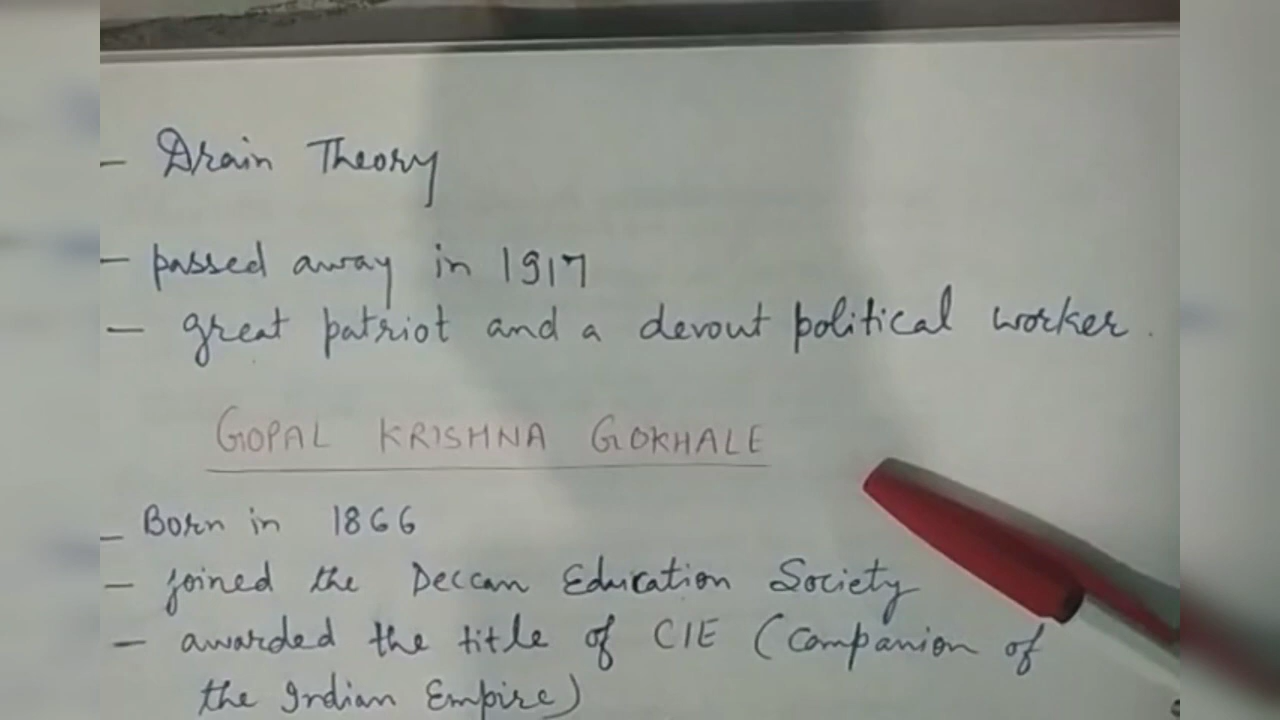 - Drain Theory
- passed away in 1917
- great patriot and a devout political worker.
GOPAL KRISHNA GOKHALE
- Born in 1866
- joined the Deccan Education Society
- awarded the title of CIE (Companion of
the Indian Empire)